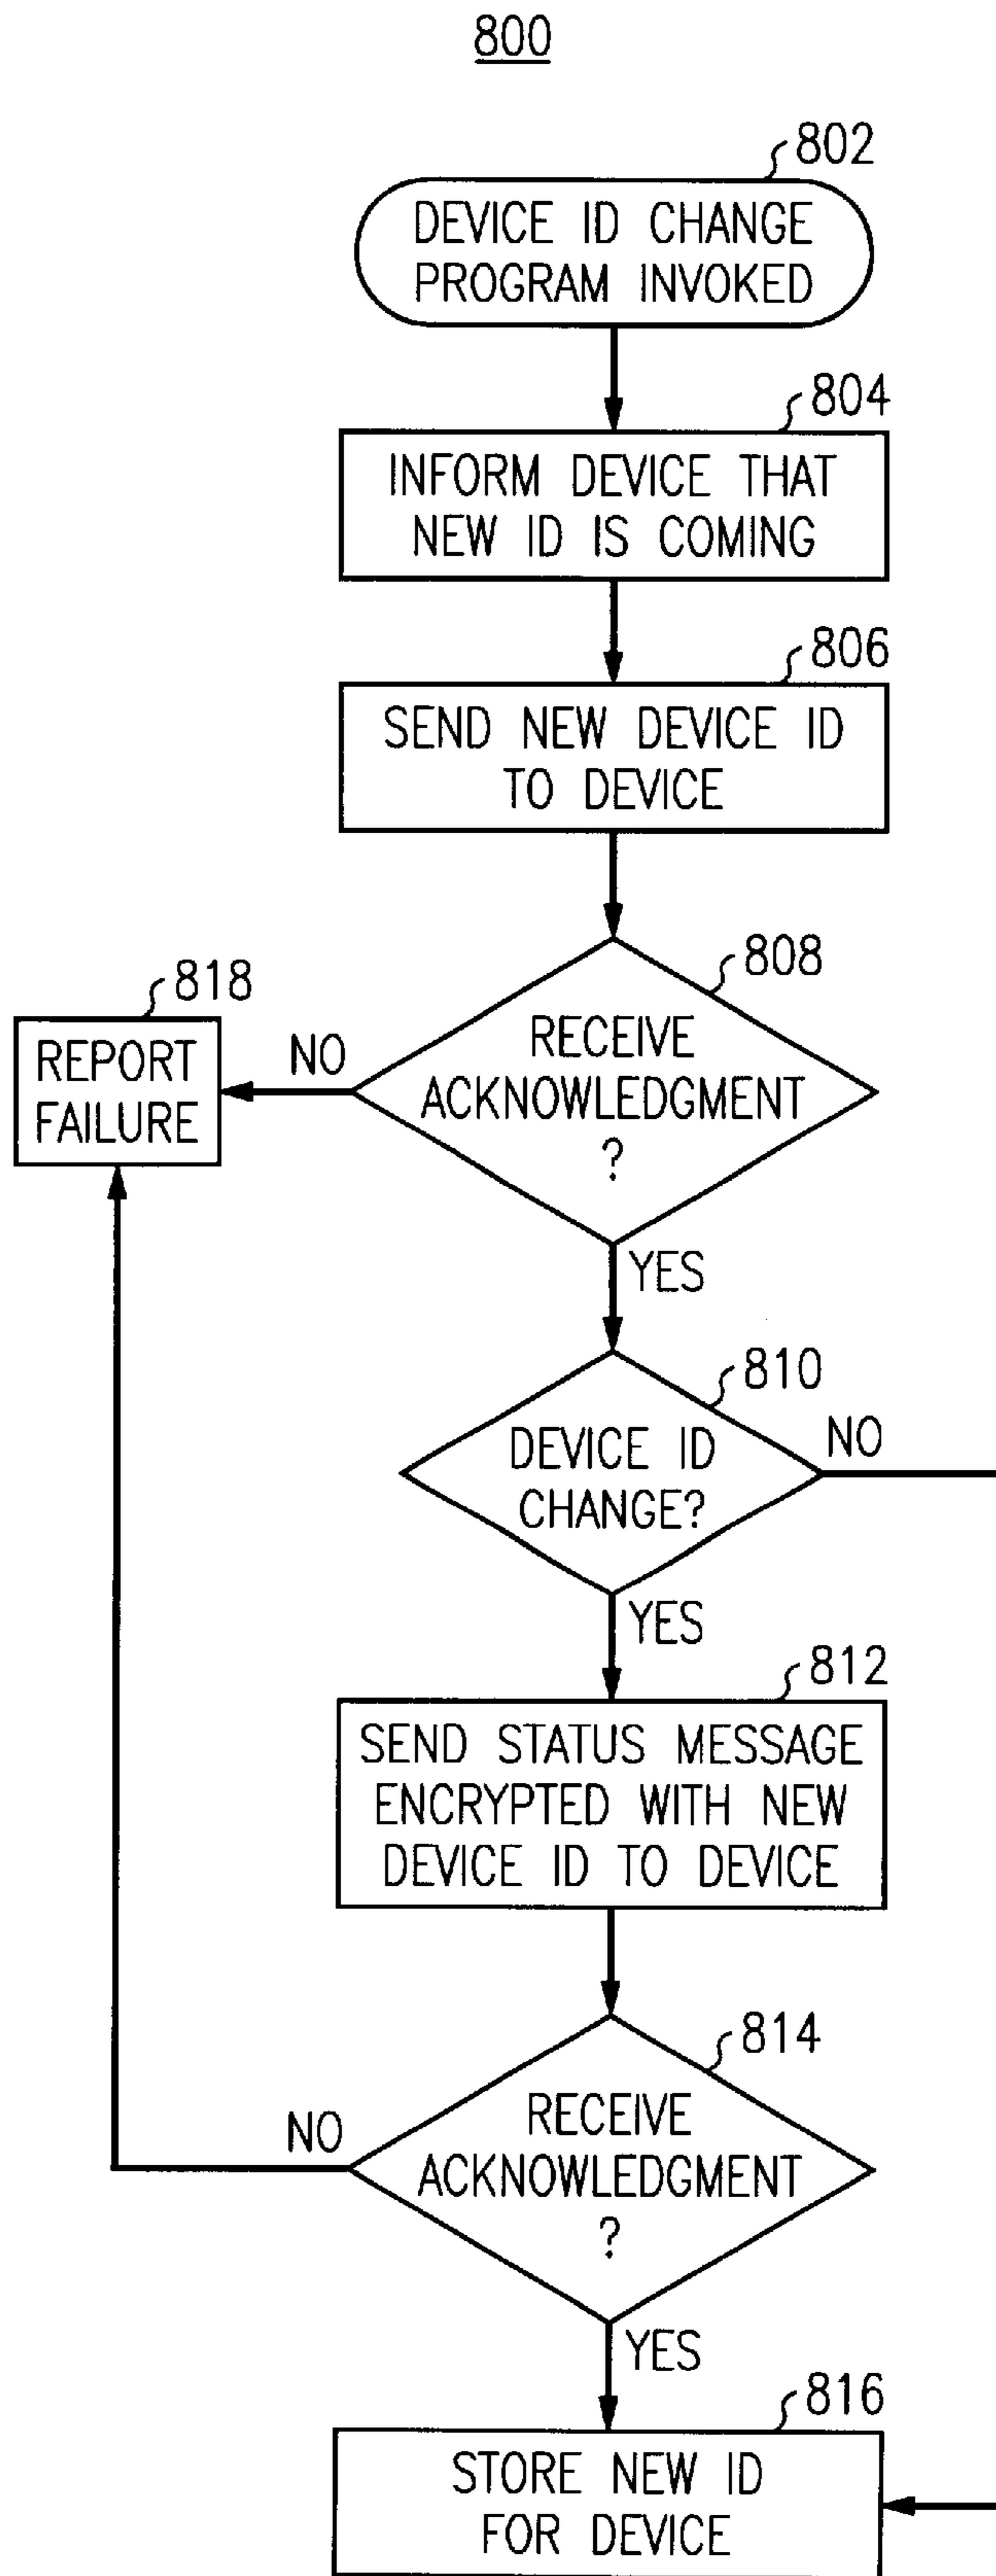 800
802
DEVICE ID CHANGE
PROGRAM INVOKED
804
INFORM DEVICE THAT
NEW ID IS COMING
806
SEND NEW DEVICE ID
TO DEVICE
808
RECEIVE
ACKNOWLEDGMENT
?
818
REPORT
FAILURE
NO
YES
810
DEVICE ID
CHANGE?
NO
YES
812
SEND STATUS MESSAGE
ENCRYPTED WITH NEW
DEVICE ID TO DEVICE
814
RECEIVE
ACKNOWLEDGMENT
?
NO
YES
816
STORE NEW ID
FOR DEVICE